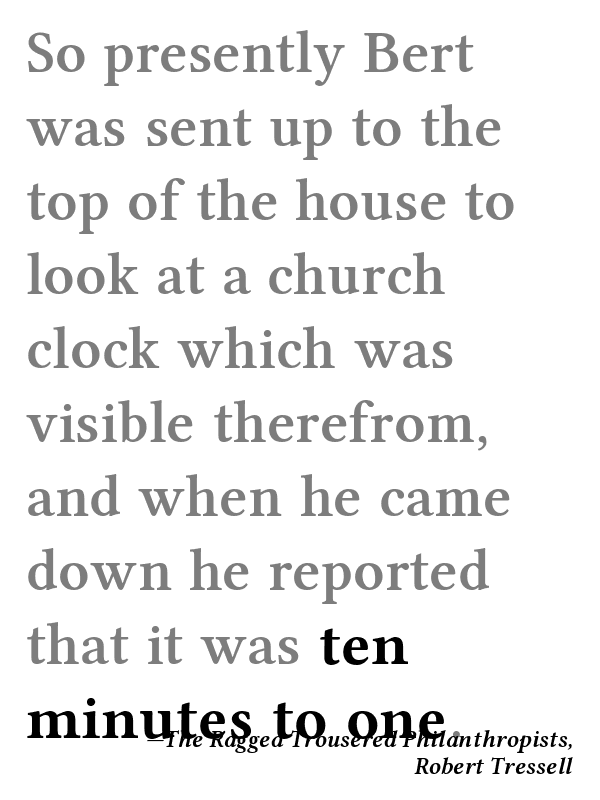 So presently Bert
was sent up to the
top of the house to
look at a church
clock which was
visible therefrom,
and when he came
down he reported
that it was ten
minutes to one.
—The Ragged Trousered Philanthropists,
Robert Tressell